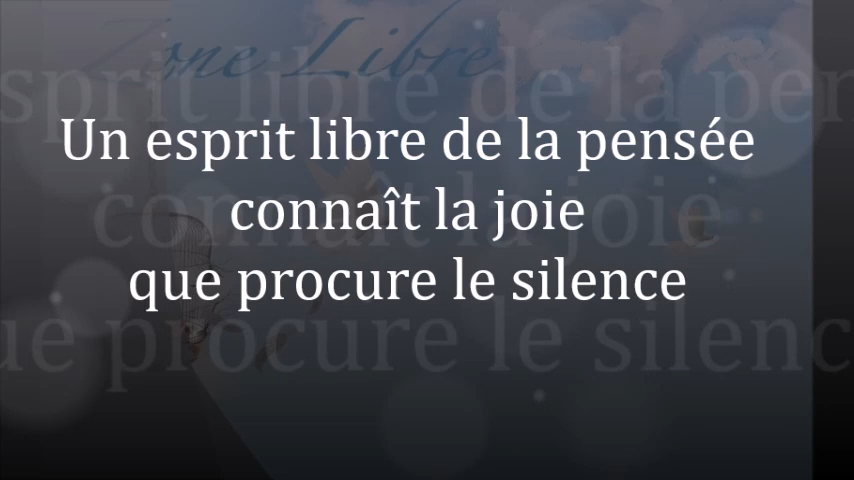 Zone Libre
Un esprit libre de la pensée
connaît la joie
que procure le silence